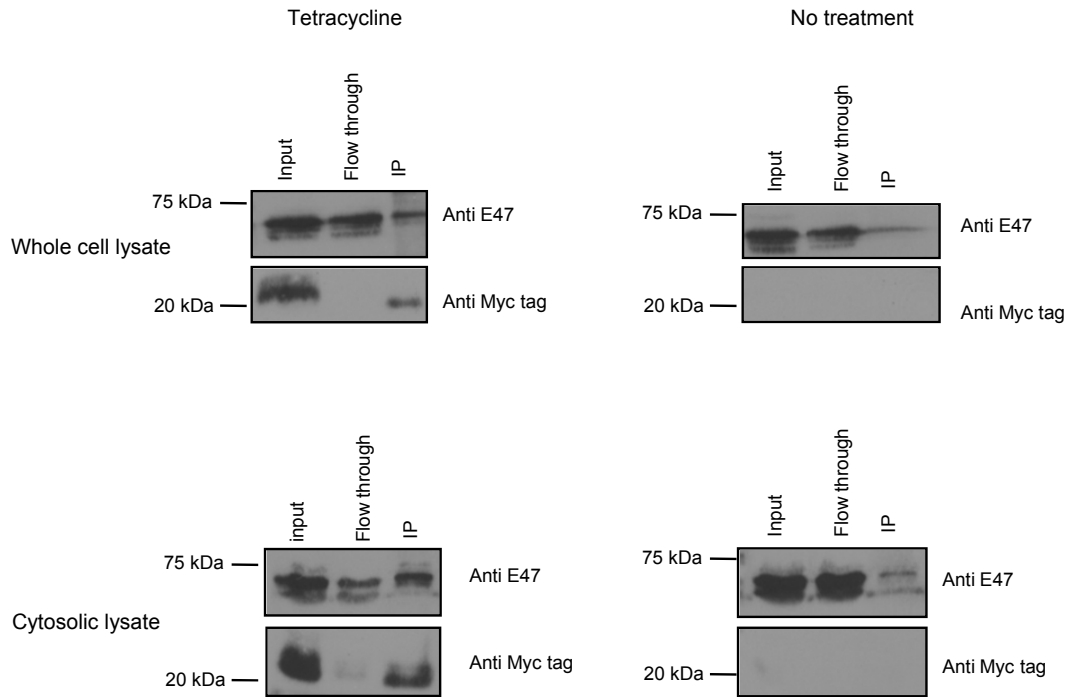 Tetracycline
No treatment
Input
Flow through
IP
Input
Flow through
IP
Whole cell lysate
75 kDa
Anti E47
20 kDa
Anti Myc tag
75 kDa
Anti E47
20 kDa
Anti Myc tag
input
Flow through
IP
Input
Flow through
IP
Cytosolic lysate
75 kDa
Anti E47
20 kDa
Anti Myc tag
75 kDa
Anti E47
20 kDa
Anti Myc tag